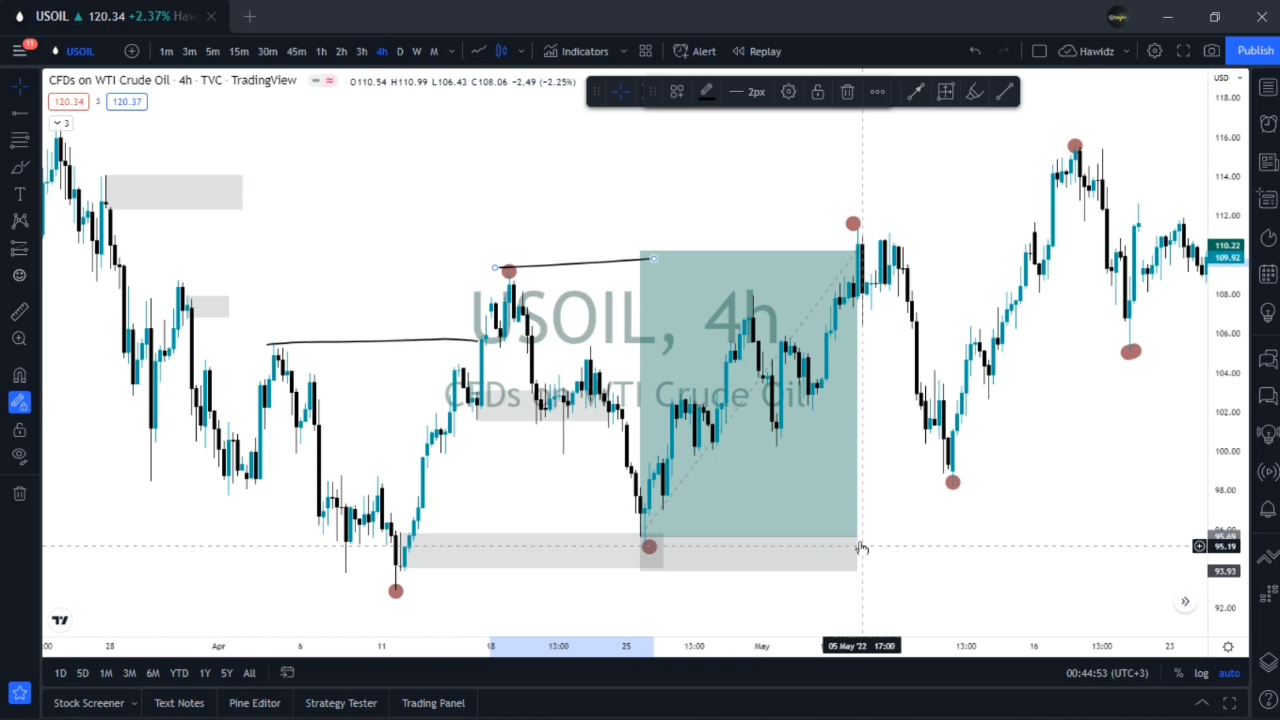 USOIL ▲ 120.34 +2.37% Haw
11 USOIL 1m 3m 5m 15m 30m 45m 1h 2h 3h 4h D W M Indicators Alert Replay Hawidz Publish
CFDs on WTI Crude Oil · 4h · TVC · TradingView O110.54 H110.99 L106.43 C108.06 −2.49 (−2.25%)
2px
USD
120.34 3 120.37
3
118.00
116.00
114.00
112.00
110.22
109.92
108.00
106.00
104.00
102.00
100.00
98.00
95.69
95.19
93.93
92.00
USOIL, 4h
CFDs on WTI Crude Oil
28 Apr 6 11 18 13:00 25 13:00 May 05 May '22 17:00 13:00 16 13:00 23
1D 5D 1M 3M 6M YTD 1Y 5Y All 00:44:53 (UTC+3) % log auto
Stock Screener Text Notes Pine Editor Strategy Tester Trading Panel